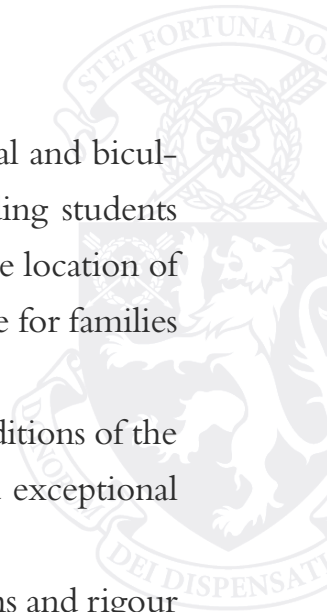 STET FORTUNA DO
al and bicul-
ing students
e location of
e for families
ditions of the
exceptional
DEI DISPENSAT
ns and rigour